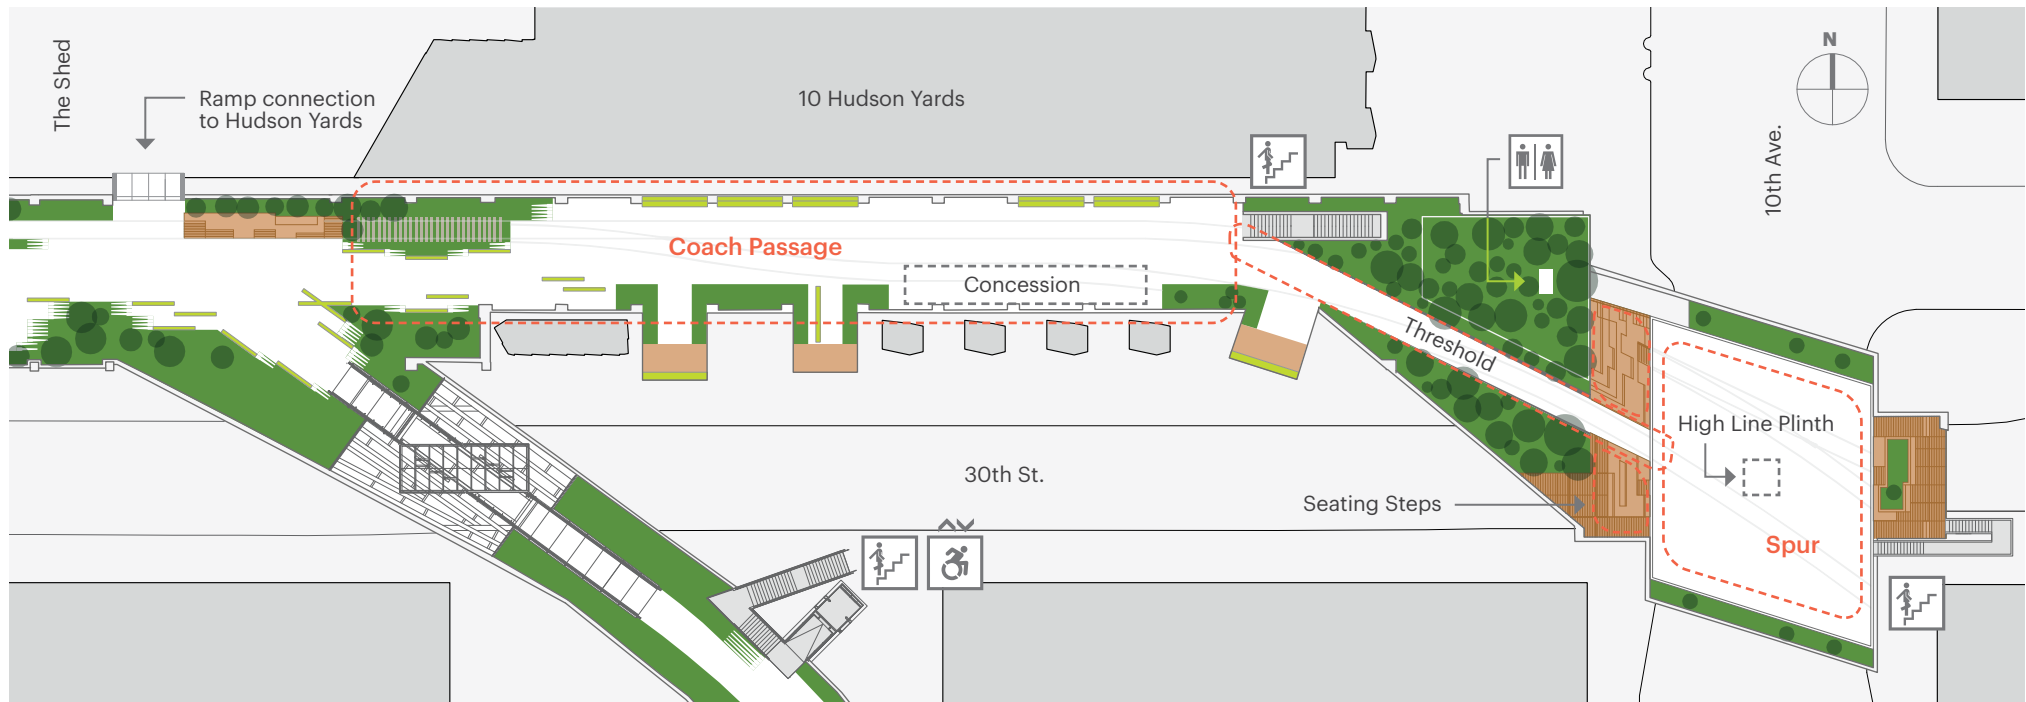 The Shed
Ramp connection
to Hudson Yards
10 Hudson Yards
N
10th Ave.
Coach Passage
Concession
Threshold
High Line Plinth
30th St.
Seating Steps
Spur